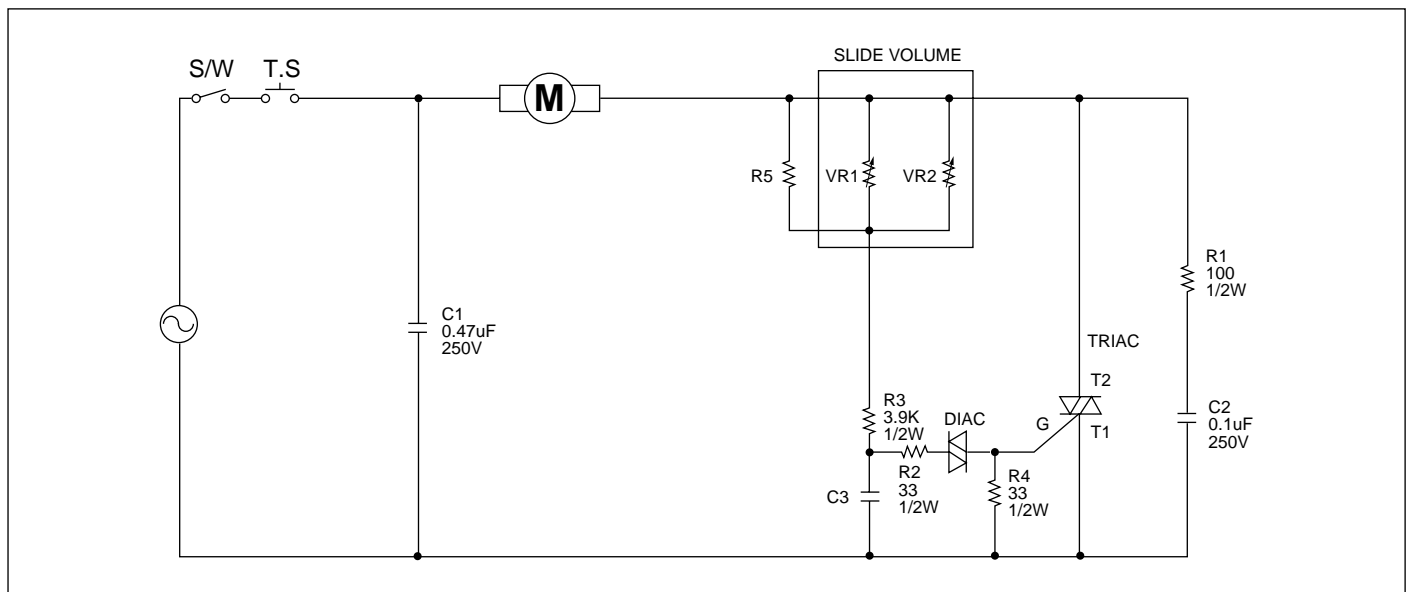 SLIDE VOLUME
S/W
T.S
M
R5
VR1
VR2
R1
100
1/2W
C1
0.47uF
250V
TRIAC
T2
R3
3.9K
1/2W
DIAC
G
T1
C2
0.1uF
250V
R2
33
1/2W
C3
R4
33
1/2W